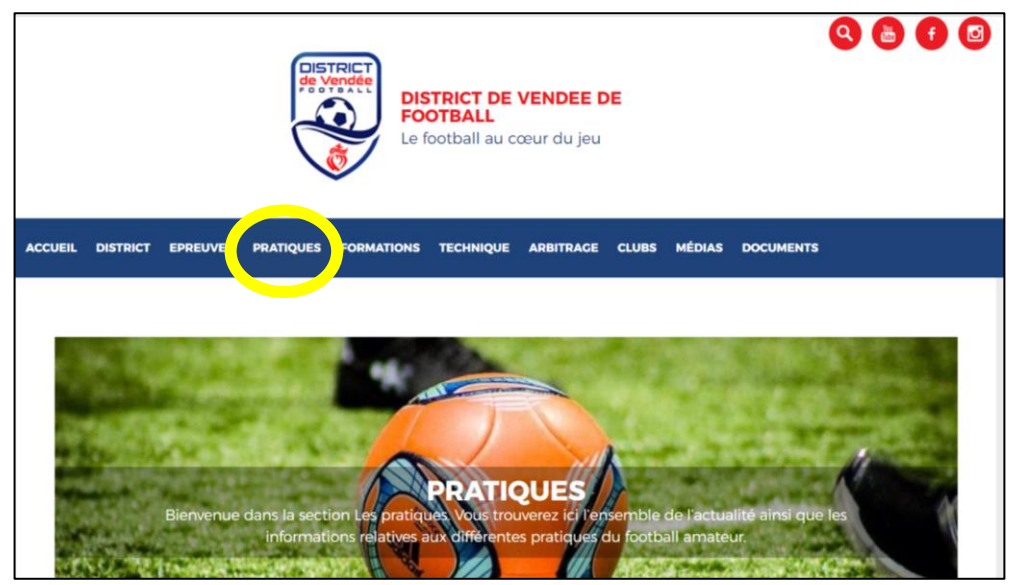 DISTRICT
de Vendée
FOOTBALL
DISTRICT DE VENDEE DE
FOOTBALL
Le football au cœur du jeu
ACCUEIL DISTRICT EPREUVE PRATIQUES FORMATIONS TECHNIQUE ARBITRAGE CLUBS MÉDIAS DOCUMENTS
PRATIQUES
Bienvenue dans la section Les pratiques. Vous trouverez ici l'ensemble de l'actualité ainsi que les
informations relatives aux différentes pratiques du football amateur.